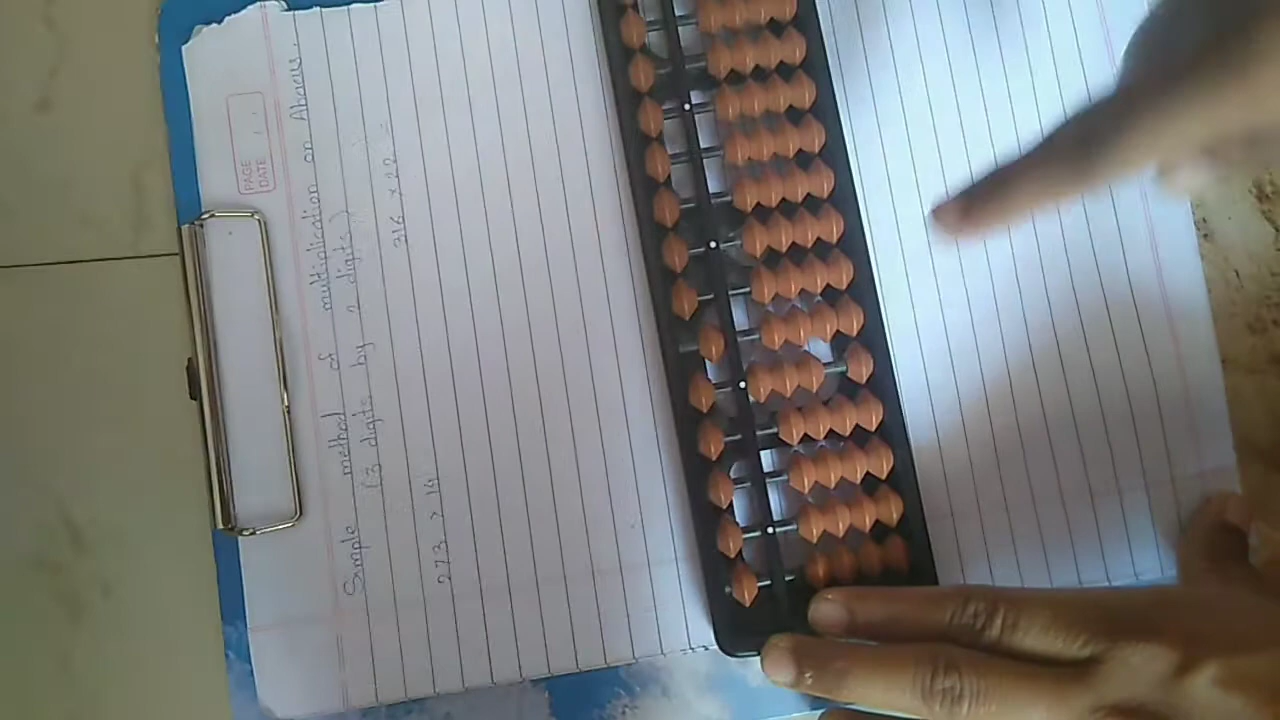 PAGE
DATE
Simple method of multiplication on Abacus.
(3 digits by 2 digits)
316 × 22 =
273 × 14